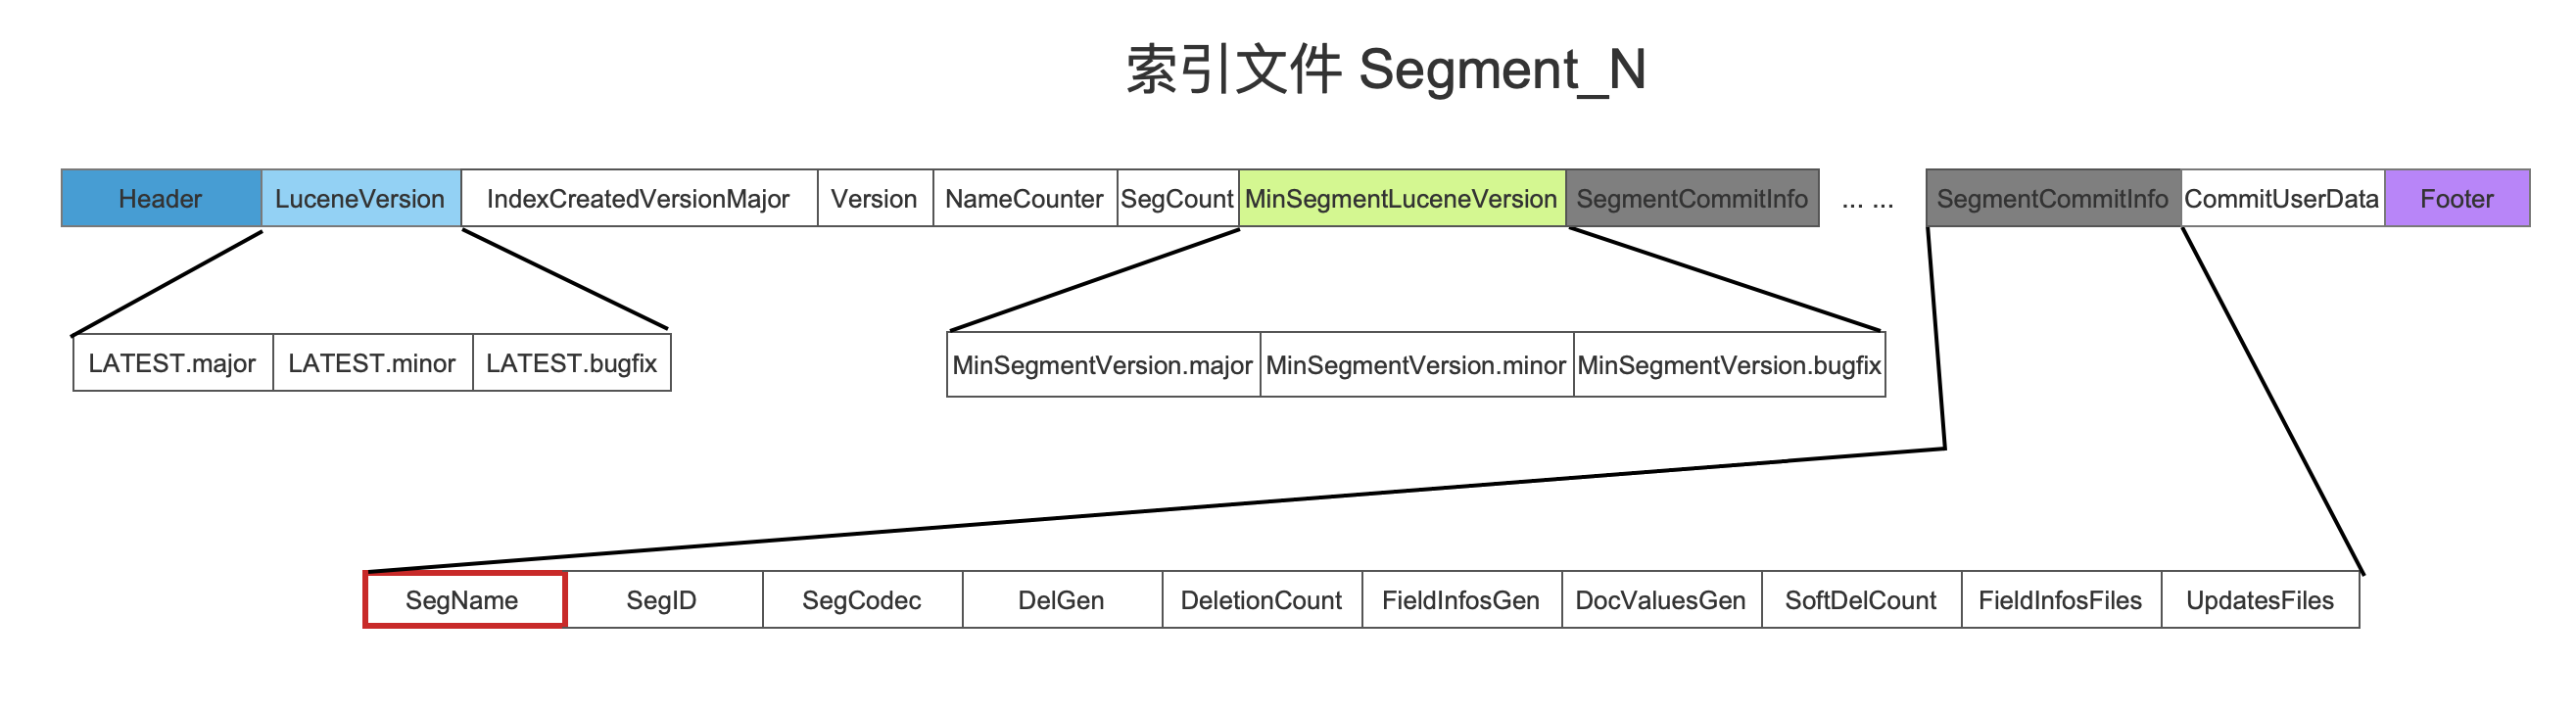 索引文件 Segment_N
Header LuceneVersion IndexCreatedVersionMajor Version NameCounter SegCount MinSegmentLuceneVersion SegmentCommitInfo ... ... SegmentCommitInfo CommitUserData Footer
LATEST.major LATEST.minor LATEST.bugfix
MinSegmentVersion.major MinSegmentVersion.minor MinSegmentVersion.bugfix
SegName SegID SegCodec DelGen DeletionCount FieldInfosGen DocValuesGen SoftDelCount FieldInfosFiles UpdatesFiles